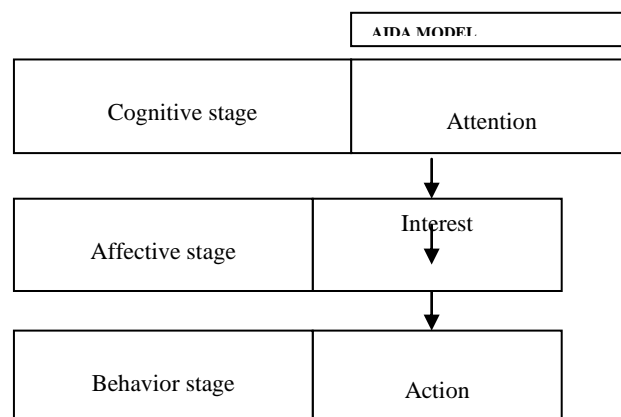 AIDA MODEL
Cognitive stage
Attention
Affective stage
Interest
Behavior stage
Action